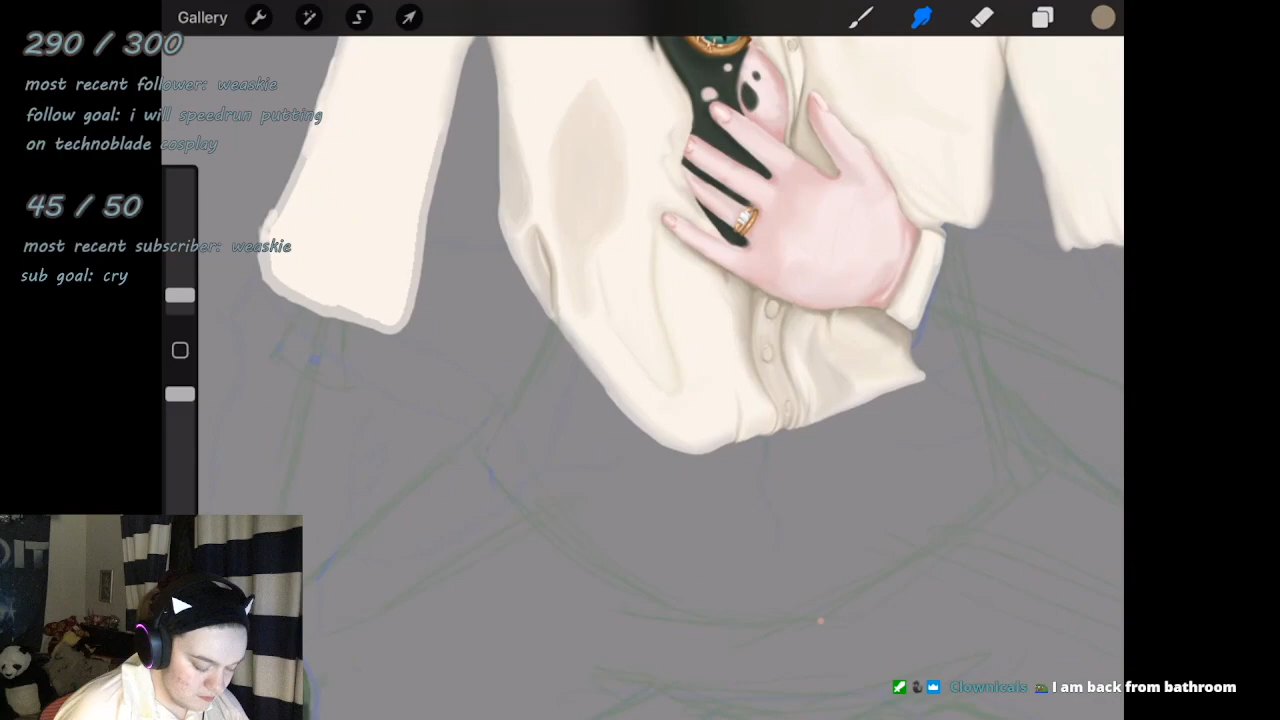 Gallery
290 / 300
most recent follower: weaskie
follow goal: i will speedrun putting
on technoblade cosplay
45 / 50
most recent subscriber: weaskie
sub goal: cry
Clownicals I am back from bathroom